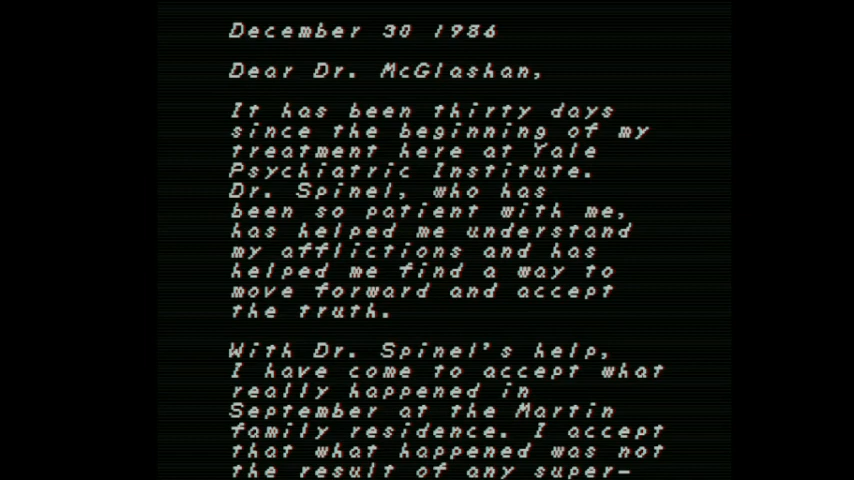 December 30 1986
Dear Dr. McGlashan,
It has been thirty days
since the beginning of my
treatment here at Yale
Psychiatric Institute.
Dr. Spinel, who has
been so patient with me,
has helped me understand
my afflictions and has
helped me find a way to
move forward and accept
the truth.
With Dr. Spinel's help,
I have come to accept what
really happened in
September at the Martin
family residence. I accept
that what happened was not
the result of any super-